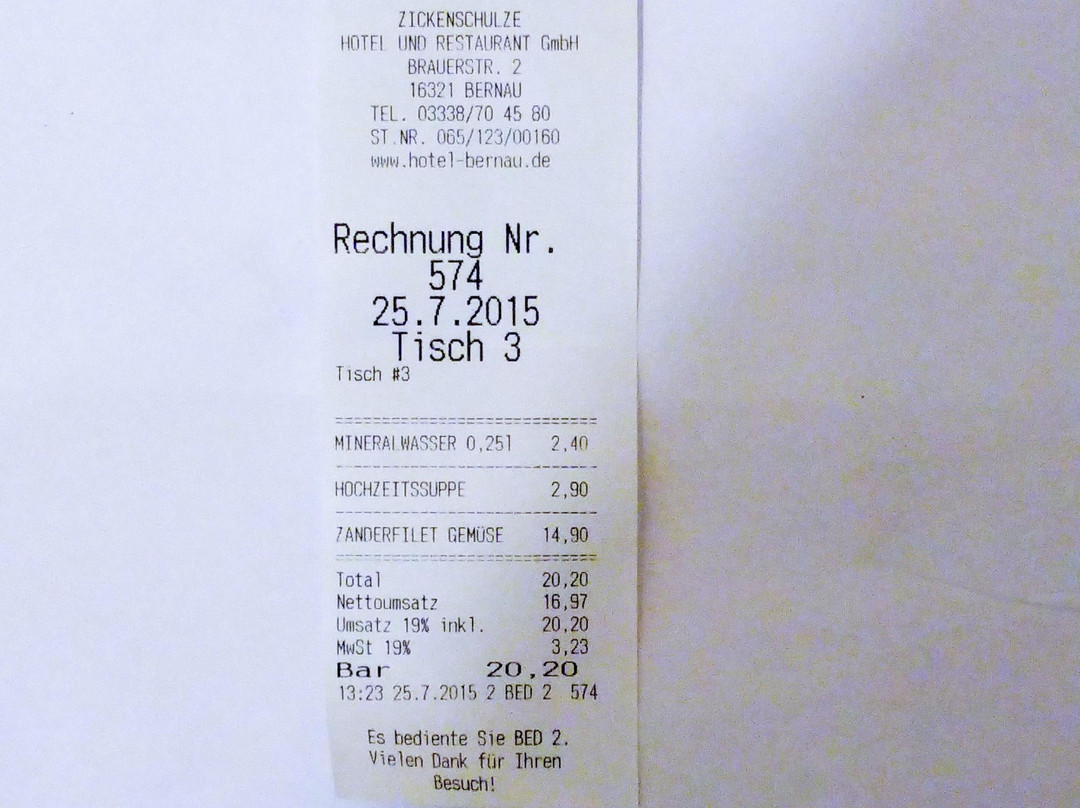 ZICKENSCHULZE
HOTEL UND RESTAURANT GmbH
BRAUERSTR. 2
16321 BERNAU
TEL. 03338/70 45 80
ST.NR. 065/123/00160
www.hotel-bernau.de
Rechnung Nr.
574
25.7.2015
Tisch 3
Tisch #3
MINERALWASSER 0,25l 2,40
HOCHZEITSSUPPE 2,90
ZANDERFILET GEMÜSE 14,90
Total 20,20
Nettoumsatz 16,97
Umsatz 19% inkl. 20,20
MwSt 19% 3,23
Bar 20,20
13:23 25.7.2015 2 BED 2 574
Es bediente Sie BED 2.
Vielen Dank für Ihren
Besuch!